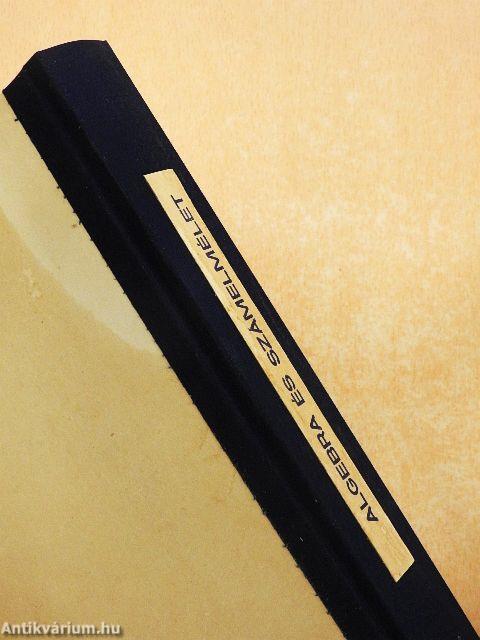 ALGEBRA ÉS SZÁMELMÉLET
Antikvárium.hu